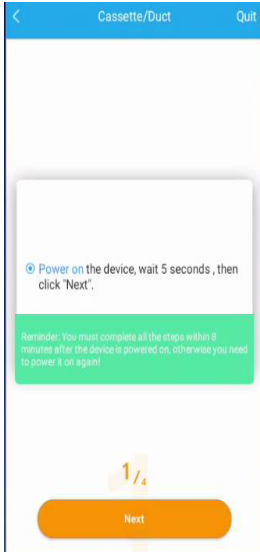 Cassette/Duct
Quit
Power on the device, wait 5 seconds , then
click "Next".
Reminder: You must complete all the steps within 8
minutes after the device is powered on, otherwise you need
to power it on again!
1/4
Next